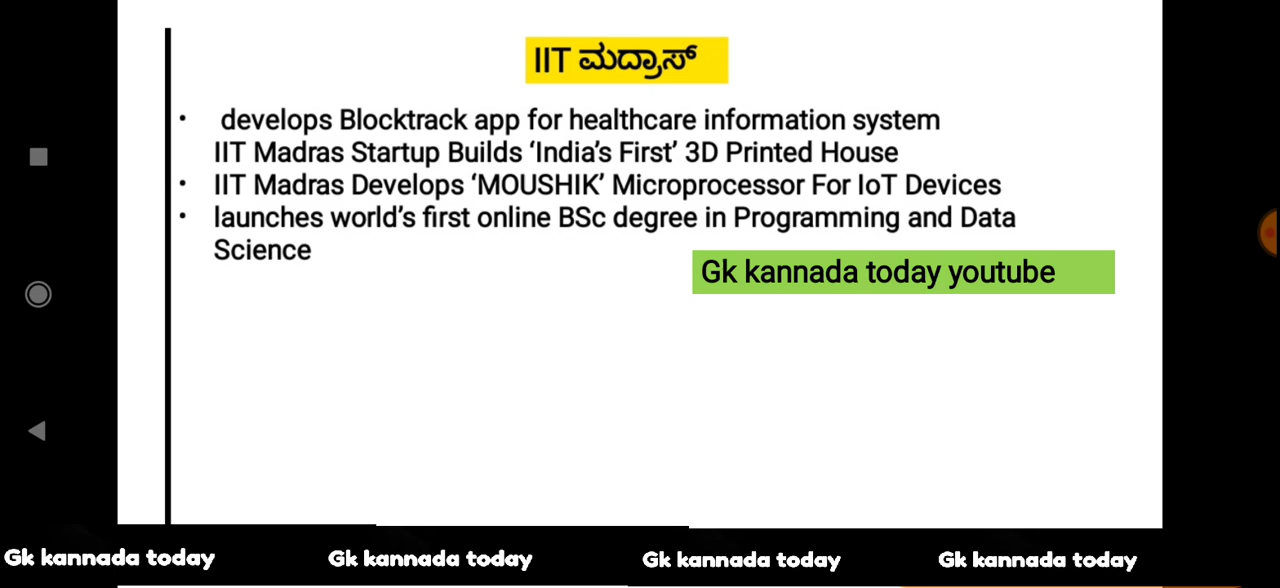 IIT ಮದ್ರಾಸ್
• develops Blocktrack app for healthcare information system
IIT Madras Startup Builds ‘India’s First’ 3D Printed House
• IIT Madras Develops ‘MOUSHIK’ Microprocessor For IoT Devices
• launches world’s first online BSc degree in Programming and Data
Science
Gk kannada today youtube
Gk kannada today Gk kannada today Gk kannada today Gk kannada today